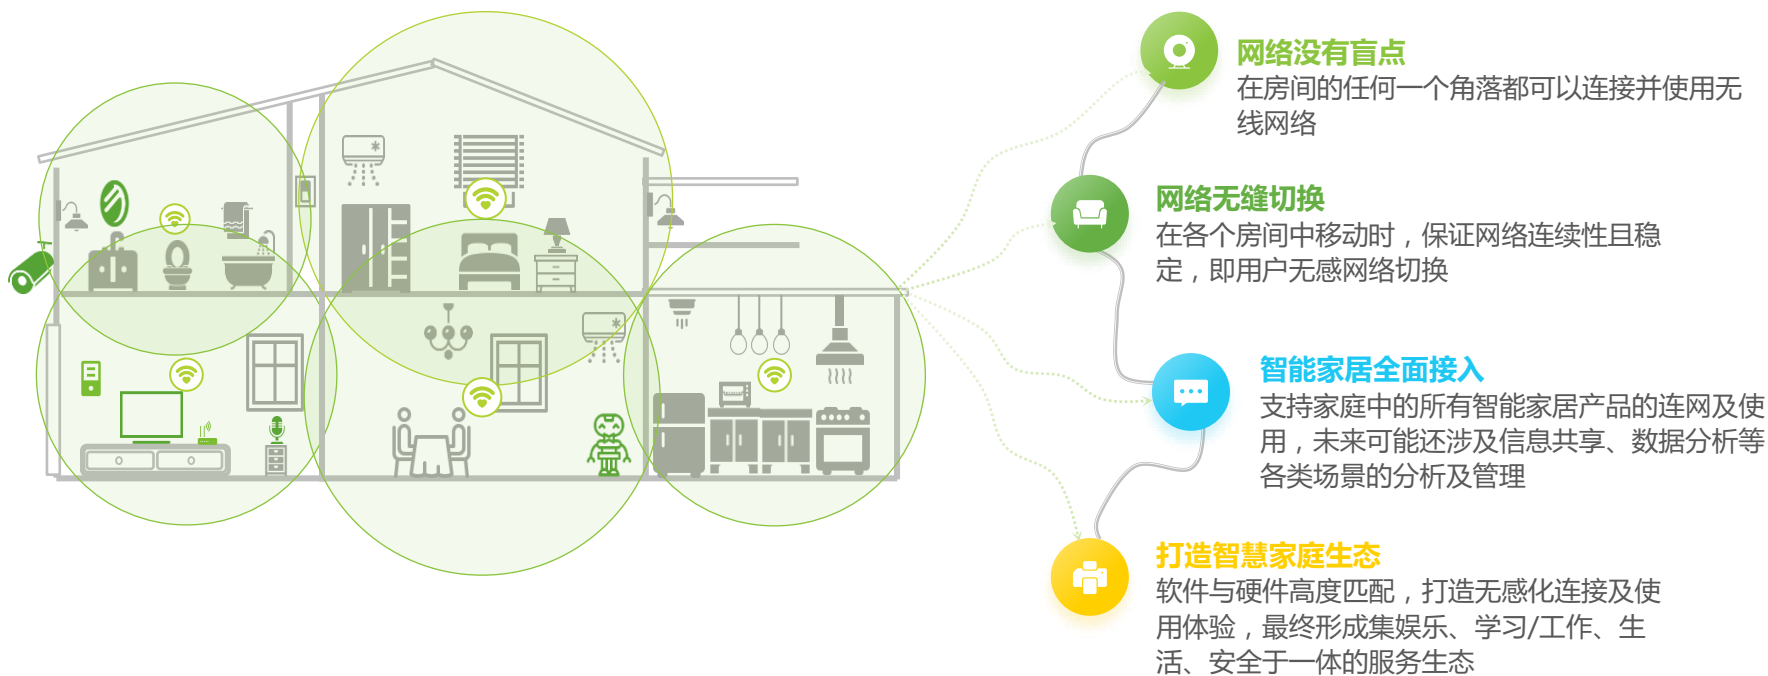 网络没有盲点
在房间的任何一个角落都可以连接并使用无
线网络
网络无缝切换
在各个房间中移动时，保证网络连续性且稳
定，即用户无感网络切换
智能家居全面接入
支持家庭中的所有智能家居产品的连网及使
用，未来可能还涉及信息共享、数据分析等
各类场景的分析及管理
打造智慧家庭生态
软件与硬件高度匹配，打造无感化连接及使
用体验，最终形成集娱乐、学习/工作、生
活、安全于一体的服务生态